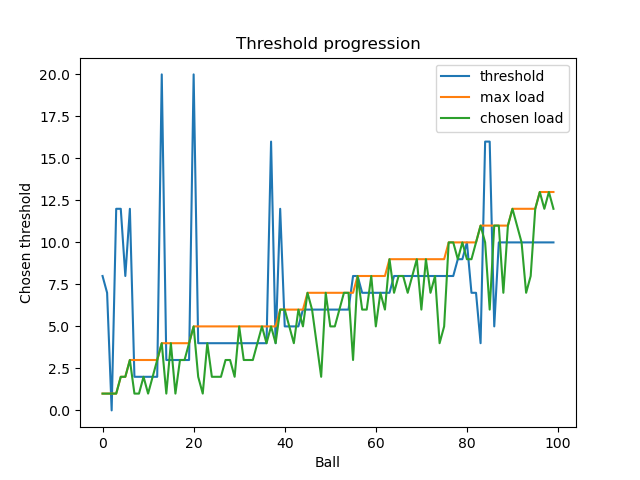 Threshold progression
threshold
max load
chosen load
20.0
17.5
15.0
12.5
10.0
7.5
5.0
2.5
0.0
Chosen threshold
0 20 40 60 80 100
Ball